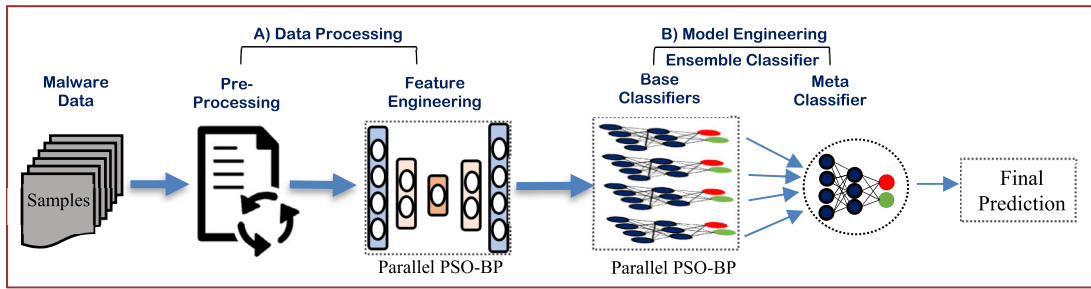 A) Data Processing
B) Model Engineering
Ensemble Classifier
Malware
Data
Pre-
Processing
Feature
Engineering
Base
Classifiers
Meta
Classifier
Samples
Final
Prediction
Parallel PSO-BP
Parallel PSO-BP